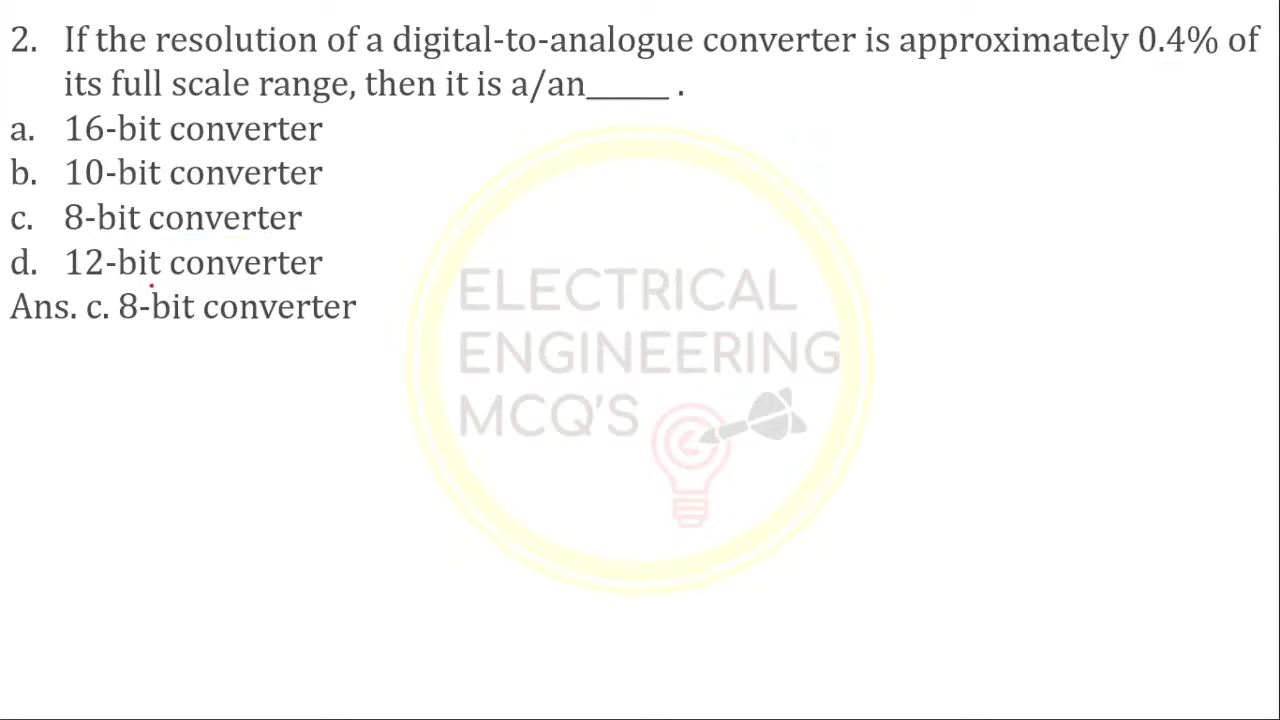 2. If the resolution of a digital-to-analogue converter is approximately 0.4% of
its full scale range, then it is a/an_____ .
a. 16-bit converter
b. 10-bit converter
c. 8-bit converter
d. 12-bit converter
Ans. c. 8-bit converter
ELECTRICAL
ENGINEERING
MCQ'S